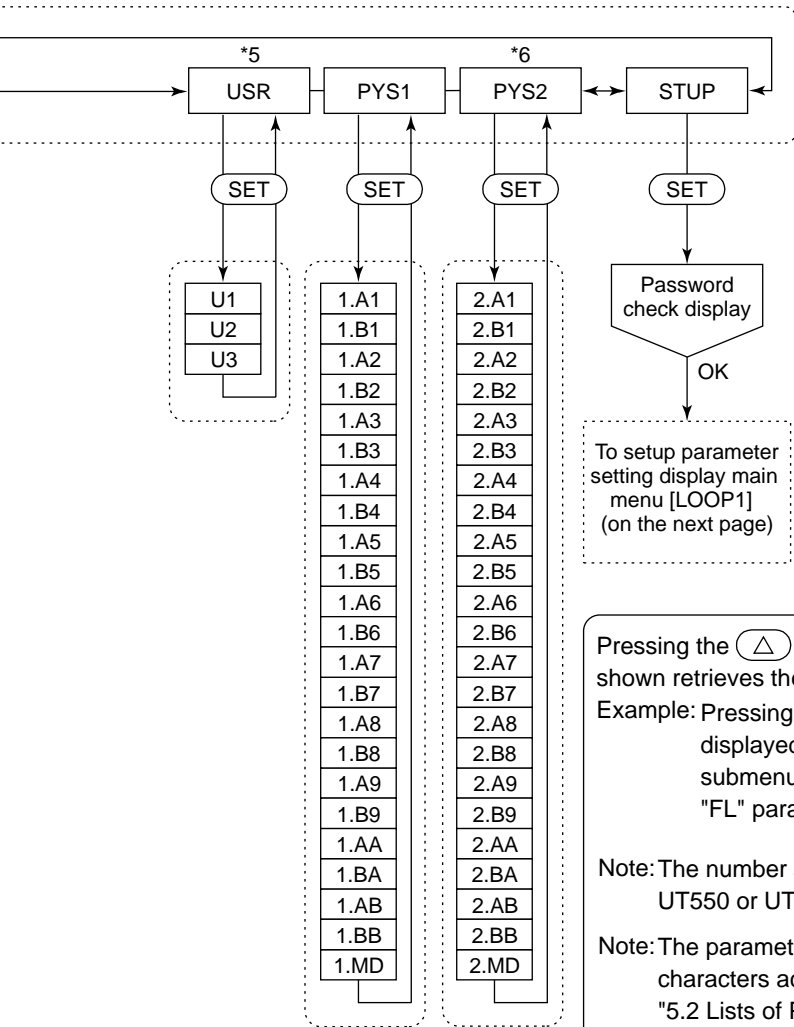 *5
*6
USR
PYS1
PYS2
STUP
SET
SET
SET
SET
U1
U2
U3
1.A1
1.B1
1.A2
1.B2
1.A3
1.B3
1.A4
1.B4
1.A5
1.B5
1.A6
1.B6
1.A7
1.B7
1.A8
1.B8
1.A9
1.B9
1.AA
1.BA
1.AB
1.BB
1.MD
2.A1
2.B1
2.A2
2.B2
2.A3
2.B3
2.A4
2.B4
2.A5
2.B5
2.A6
2.B6
2.A7
2.B7
2.A8
2.B8
2.A9
2.B9
2.AA
2.BA
2.AB
2.BB
2.MD
Password
check display
OK
To setup parameter
setting display main
menu [LOOP1]
(on the next page)
Pressing the △
shown retrieves the
Example: Pressing
displayed
submenu
"FL" para
Note: The number
UT550 or UT
Note: The paramet
characters ac
"5.2 Lists of P